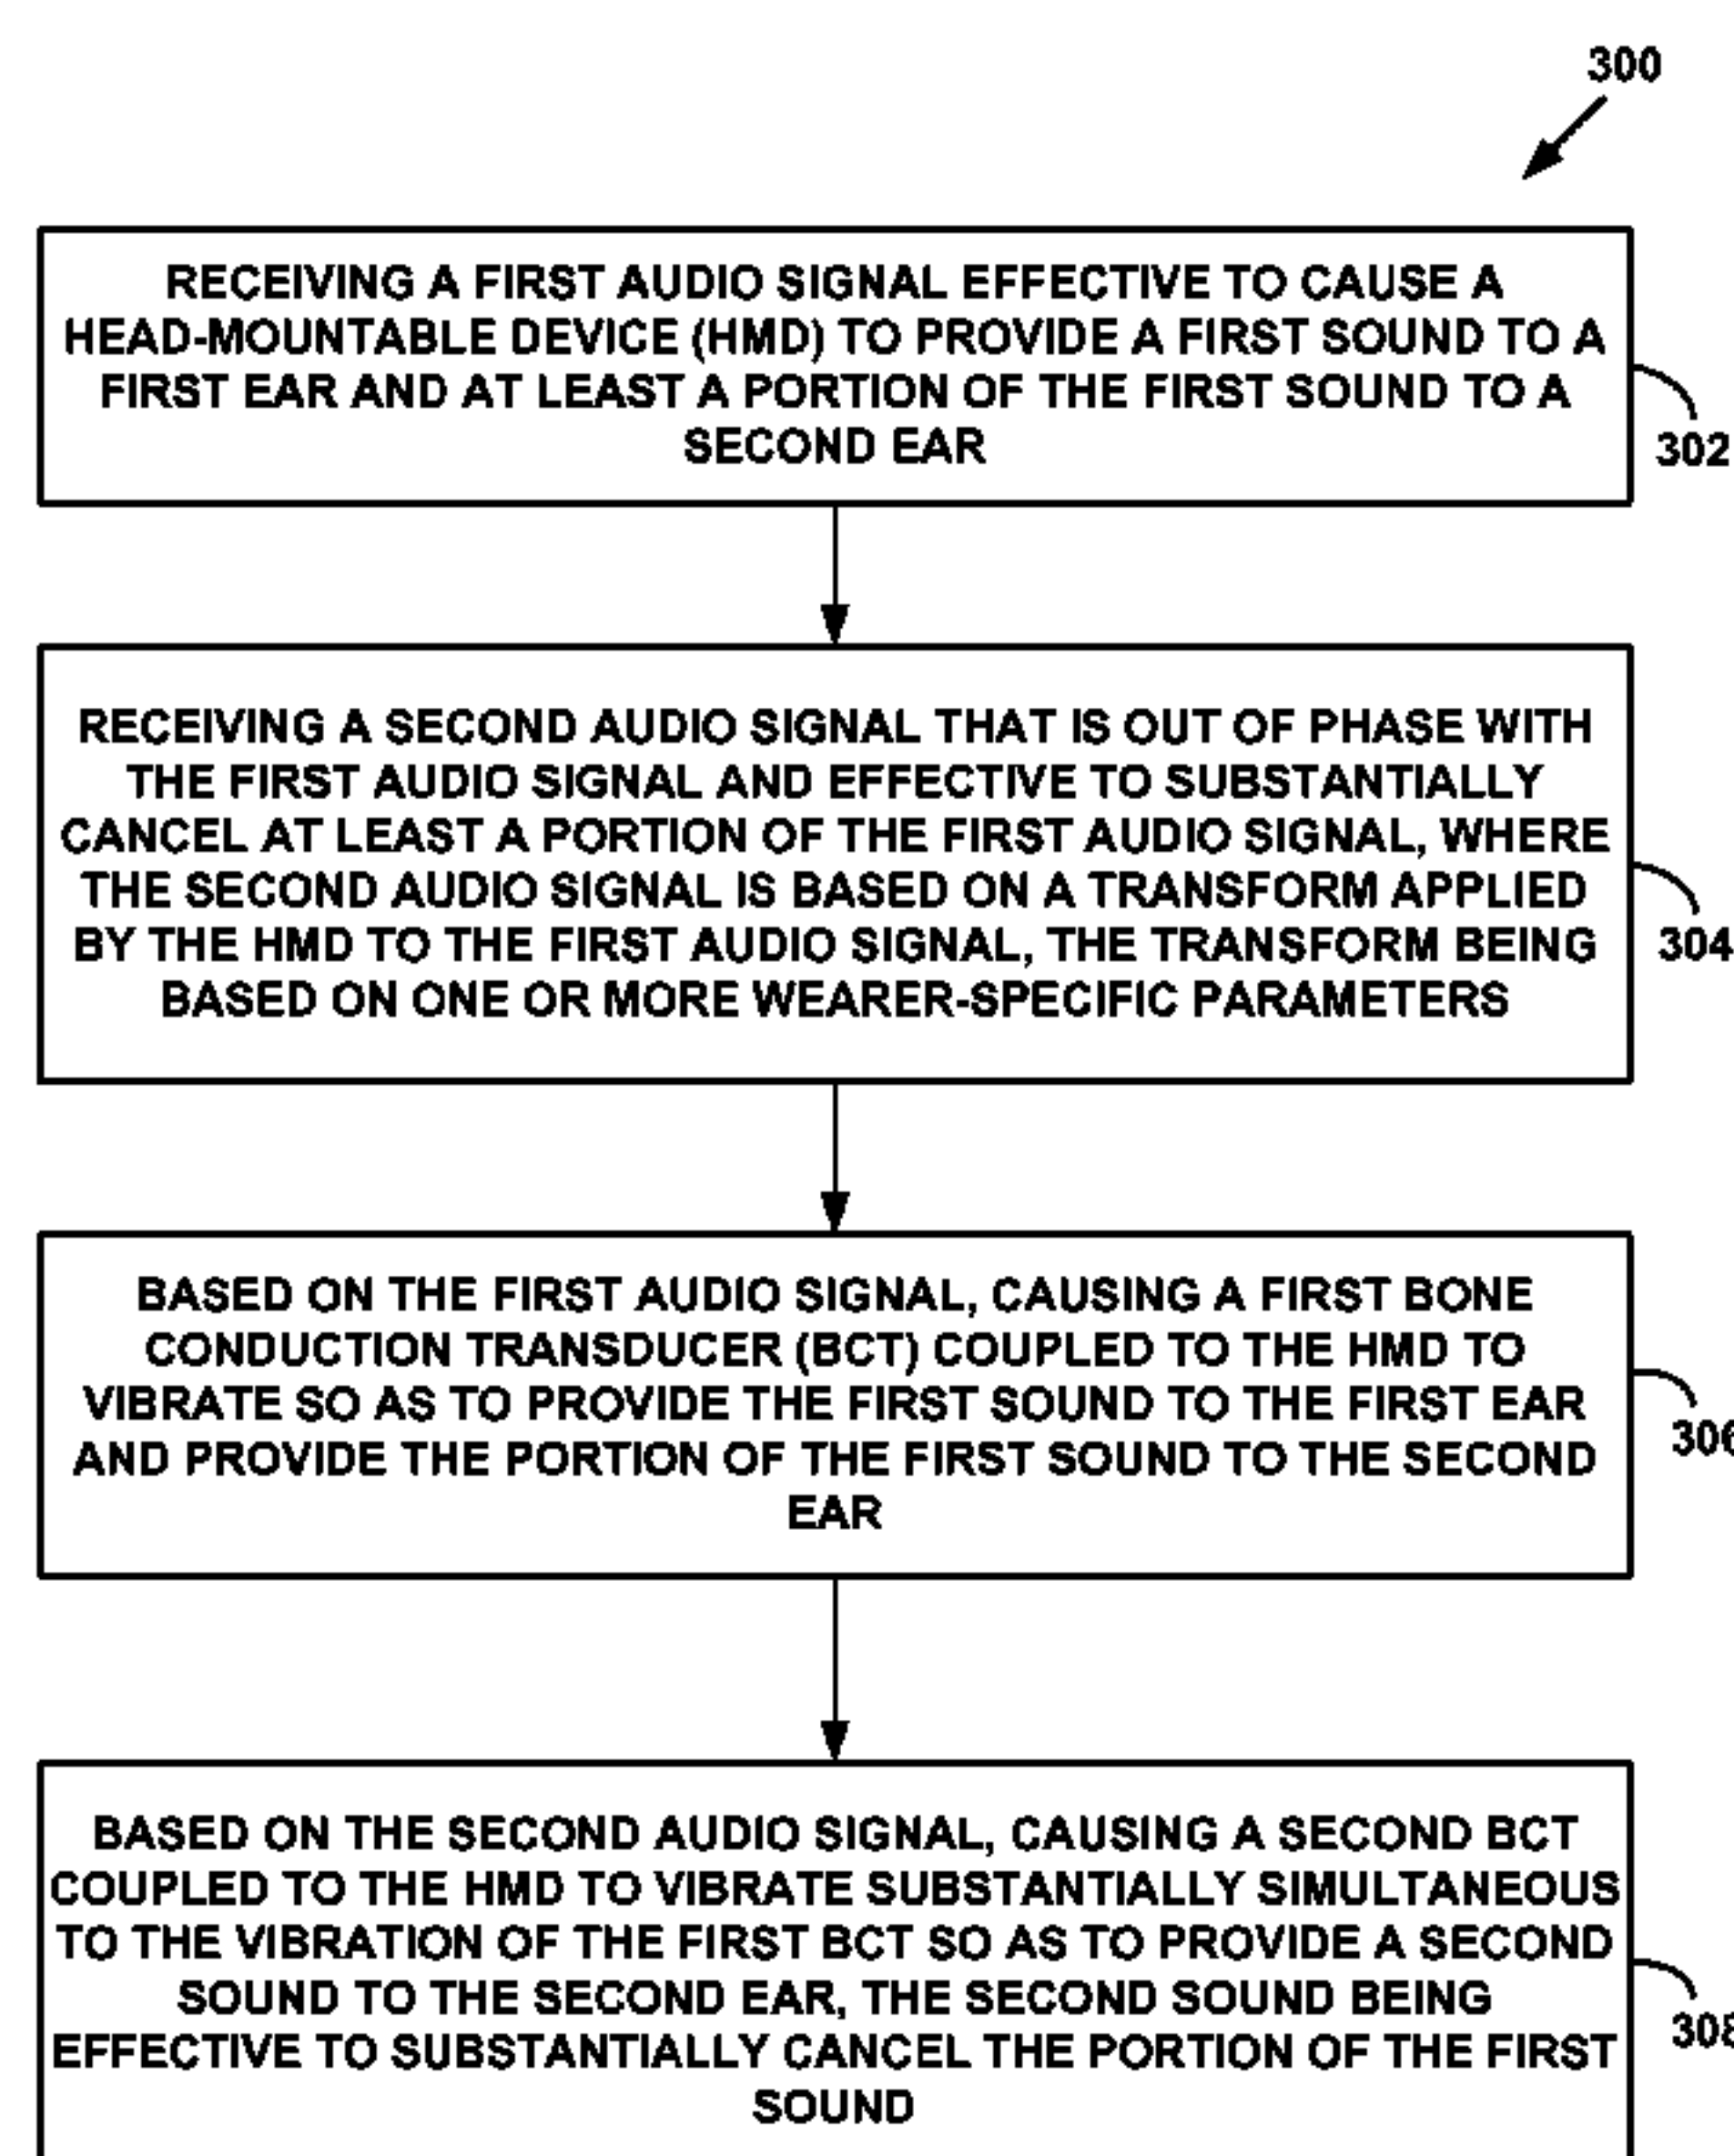 300
RECEIVING A FIRST AUDIO SIGNAL EFFECTIVE TO CAUSE A
HEAD-MOUNTABLE DEVICE (HMD) TO PROVIDE A FIRST SOUND TO A
FIRST EAR AND AT LEAST A PORTION OF THE FIRST SOUND TO A
SECOND EAR
302
RECEIVING A SECOND AUDIO SIGNAL THAT IS OUT OF PHASE WITH
THE FIRST AUDIO SIGNAL AND EFFECTIVE TO SUBSTANTIALLY
CANCEL AT LEAST A PORTION OF THE FIRST AUDIO SIGNAL, WHERE
THE SECOND AUDIO SIGNAL IS BASED ON A TRANSFORM APPLIED
BY THE HMD TO THE FIRST AUDIO SIGNAL, THE TRANSFORM BEING
BASED ON ONE OR MORE WEARER-SPECIFIC PARAMETERS
304
BASED ON THE FIRST AUDIO SIGNAL, CAUSING A FIRST BONE
CONDUCTION TRANSDUCER (BCT) COUPLED TO THE HMD TO
VIBRATE SO AS TO PROVIDE THE FIRST SOUND TO THE FIRST EAR
AND PROVIDE THE PORTION OF THE FIRST SOUND TO THE SECOND
EAR
306
BASED ON THE SECOND AUDIO SIGNAL, CAUSING A SECOND BCT
COUPLED TO THE HMD TO VIBRATE SUBSTANTIALLY SIMULTANEOUS
TO THE VIBRATION OF THE FIRST BCT SO AS TO PROVIDE A SECOND
SOUND TO THE SECOND EAR, THE SECOND SOUND BEING
EFFECTIVE TO SUBSTANTIALLY CANCEL THE PORTION OF THE FIRST
SOUND
308